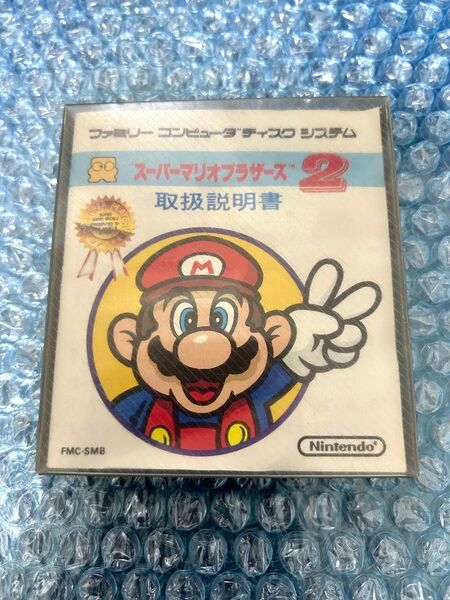 ファミリー コンピュータ ディスク システム
スーパーマリオブラザーズ™ 2
取扱説明書
M
FMC-SMB
Nintendo®